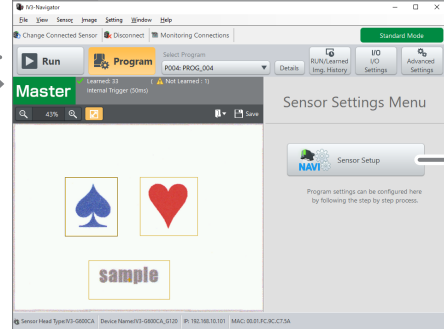 IV3-Navigator
File View Sensor Image Setting Window Help
Change Connected Sensor Disconnect Monitoring Connections
Standard Mode
Run
Program
Select Program
P004: PROG_004
Details
RUN/Learned
Img. History
I/O
I/O
Settings
Advanced
Settings
Master
Learned: 33 ( Not Learned : 1)
Internal Trigger (50ms)
43%
Save
Sensor Settings Menu
NAVI
Sensor Setup
Program settings can be configured here
by following the step by step process.
sample
Sensor Head Type:IV3-G600CA Device Name:IV3-G600CA_G120 IP: 192.168.10.101 MAC: 00.01.FC.9C.C7.5A